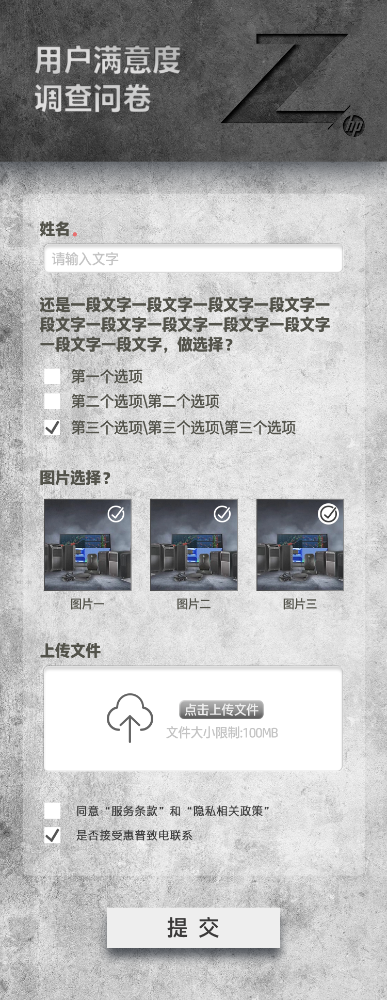 用户满意度
调查问卷
Z
hp
姓名
请输入文字
还是一段文字一段文字一段文字一段文字一
段文字一段文字一段文字一段文字一段文字
一段文字一段文字，做选择？
第一个选项
第二个选项\第二个选项
第三个选项\第三个选项\第三个选项
图片选择？
图片一
图片二
图片三
上传文件
点击上传文件
文件大小限制:100MB
同意“服务条款”和“隐私相关政策”
是否接受惠普致电联系
提 交